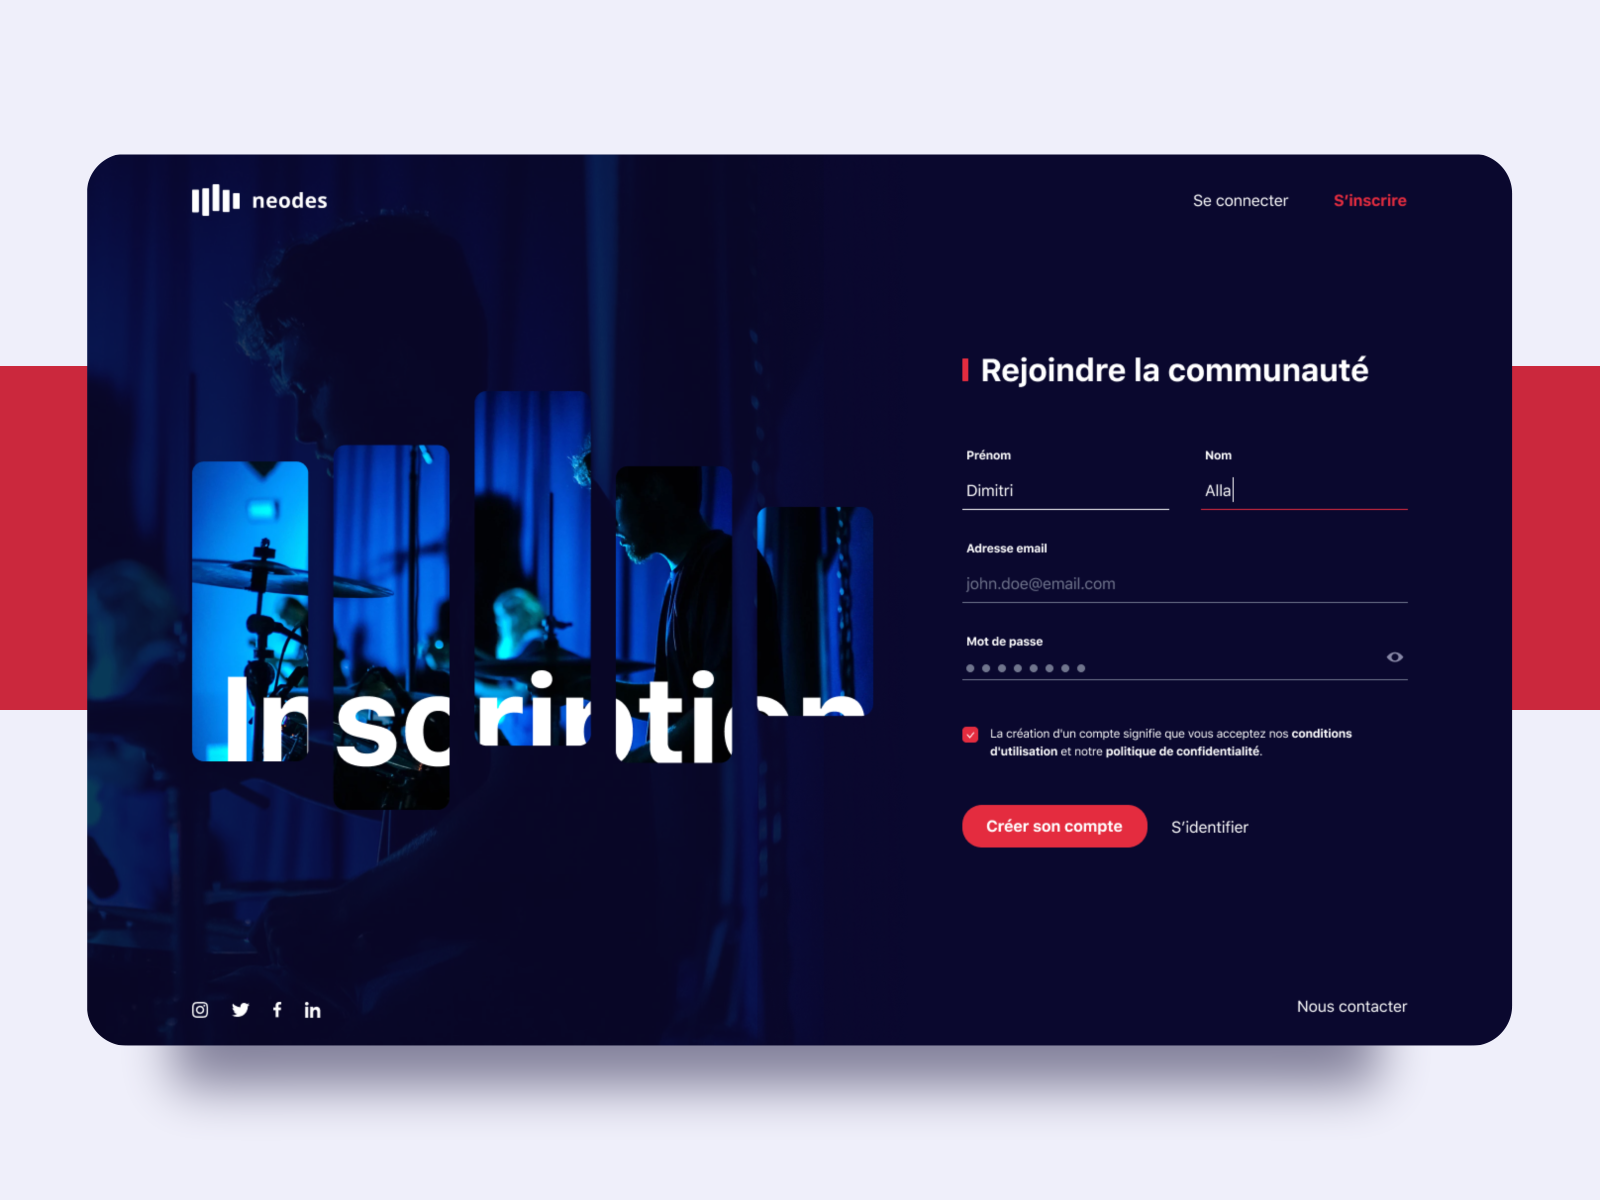 neodes
Se connecter
S'inscrire
Inscription
Rejoindre la communauté
Prénom
Nom
Dimitri
Alla
Adresse email
john.doe@email.com
Mot de passe
La création d'un compte signifie que vous acceptez nos conditions
d'utilisation et notre politique de confidentialité.
Créer son compte
S'identifier
Nous contacter